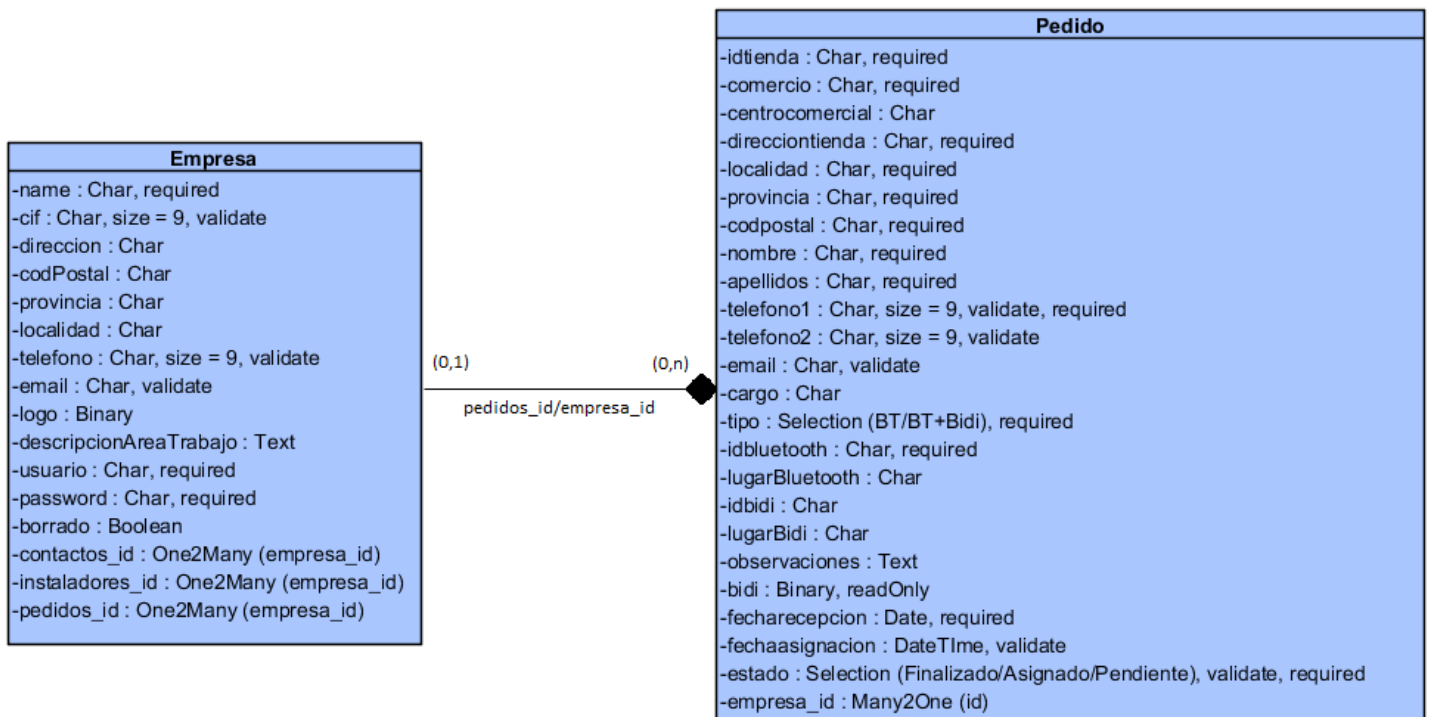 Empresa
-name : Char, required
-cif : Char, size = 9, validate
-direccion : Char
-codPostal : Char
-provincia : Char
-localidad : Char
-telefono : Char, size = 9, validate
-email : Char, validate
-logo : Binary
-descripcionAreaTrabajo : Text
-usuario : Char, required
-password : Char, required
-borrado : Boolean
-contactos_id : One2Many (empresa_id)
-instaladores_id : One2Many (empresa_id)
-pedidos_id : One2Many (empresa_id)
(0,1)
(0,n)
pedidos_id/empresa_id
Pedido
-idtienda : Char, required
-comercio : Char, required
-centrocomercial : Char
-direcciontienda : Char, required
-localidad : Char, required
-provincia : Char, required
-codpostal : Char, required
-nombre : Char, required
-apellidos : Char, required
-telefono1 : Char, size = 9, validate, required
-telefono2 : Char, size = 9, validate
-email : Char, validate
-cargo : Char
-tipo : Selection (BT/BT+Bidi), required
-idbluetooth : Char, required
-lugarBluetooth : Char
-idbidi : Char
-lugarBidi : Char
-observaciones : Text
-bidi : Binary, readOnly
-fecharecepcion : Date, required
-fechaasignacion : DateTIme, validate
-estado : Selection (Finalizado/Asignado/Pendiente), validate, required
-empresa_id : Many2One (id)